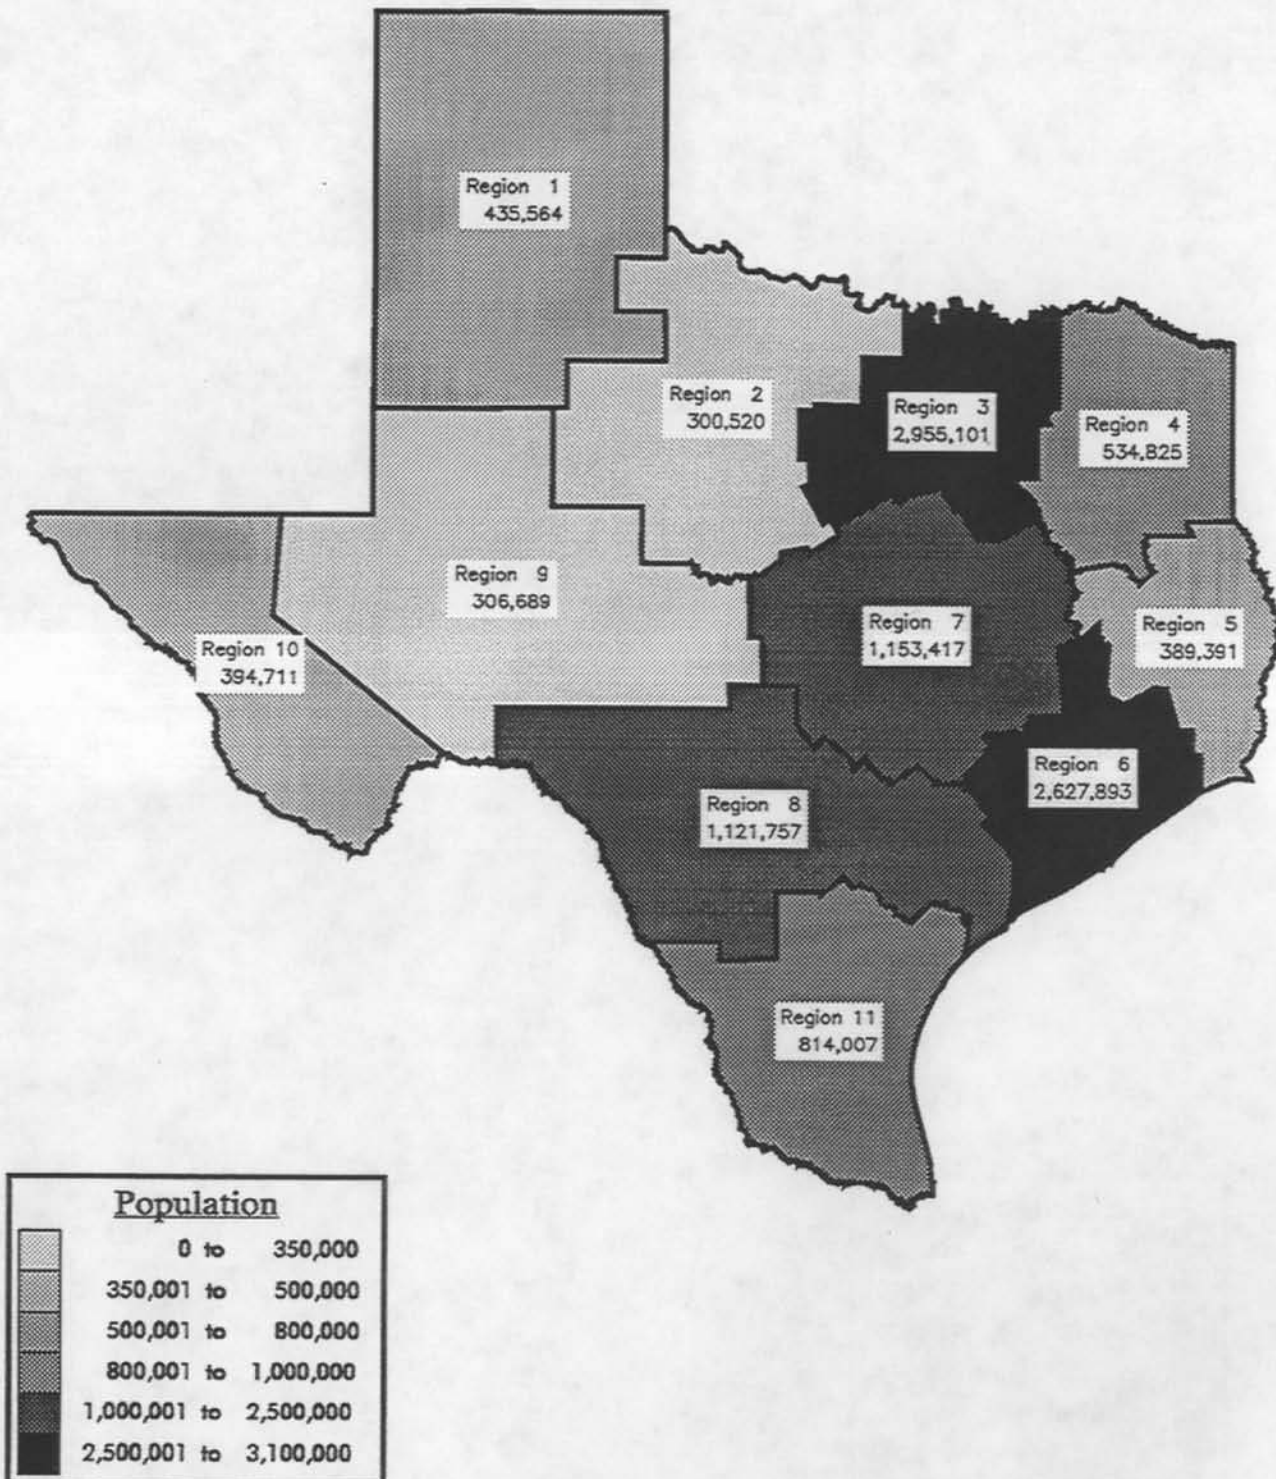 Region 1
435,564
Region 2
300,520
Region 3
2,955,101
Region 4
534,825
Region 9
306,689
Region 7
1,153,417
Region 5
389,391
Region 10
394,711
Region 6
2,627,893
Region 8
1,121,757
Region 11
814,007
Population
0 to 350,000
350,001 to 500,000
500,001 to 800,000
800,001 to 1,000,000
1,000,001 to 2,500,000
2,500,001 to 3,100,000